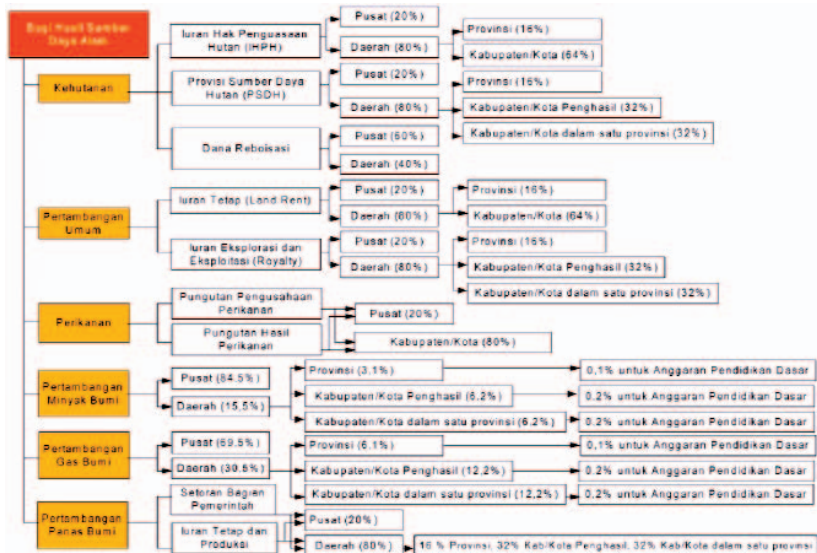 Bagi Hasil Sumber
Daya Alam
Kehutanan
Iuran Hak Penguasaan
Hutan (IHPH)
Pusat (20%)
Daerah (80%)
Provinsi (16%)
Kabupaten/Kota (64%)
Provisi Sumber Daya
Hutan (PSDH)
Pusat (20%)
Daerah (80%)
Provinsi (16%)
Kabupaten/Kota Penghasil (32%)
Kabupaten/Kota dalam satu provinsi (32%)
Dana Reboisasi
Pusat (60%)
Daerah (40%)
Pertambangan
Umum
Iuran Tetap (Land Rent)
Pusat (20%)
Daerah (80%)
Provinsi (16%)
Kabupaten/Kota (64%)
Iuran Eksplorasi dan
Eksploitasi (Royalty)
Pusat (20%)
Daerah (80%)
Provinsi (16%)
Kabupaten/Kota Penghasil (32%)
Kabupaten/Kota dalam satu provinsi (32%)
Perikanan
Pungutan Pengusahaan
Perikanan
Pungutan Hasil
Perikanan
Pusat (20%)
Kabupaten/Kota (80%)
Pertambangan
Minyak Bumi
Pusat (84.5%)
Daerah (15,5%)
Provinsi (3.1%)
0,1% untuk Anggaran Pendidikan Dasar
Kabupaten/Kota Penghasil (6,2%)
0.2% untuk Anggaran Pendidikan Dasar
Kabupaten/Kota dalam satu provinsi (6.2%)
0.2% untuk Anggaran Pendidikan Dasar
Pertambangan
Gas Bumi
Pusat (69.5%)
Daerah (30.5%)
Provinsi (6.1%)
0,1% untuk Anggaran Pendidikan Dasar
Kabupaten/Kota Penghasil (12,2%)
0.2% untuk Anggaran Pendidikan Dasar
Kabupaten/Kota dalam satu provinsi (12,2%)
0,2% untuk Anggaran Pendidikan Dasar
Pertambangan
Panas Bumi
Setoran Bagian
Pemerintah
Iuran Tetap dan
Produksi
Pusat (20%)
Daerah (80%)
16 % Provinsi, 32% Kab/Kota Penghasil, 32% Kab/Kota dalam satu provinsi